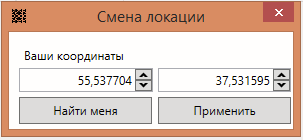 Смена локации
Ваши координаты
55,537704 37,531595
Найти меня Применить